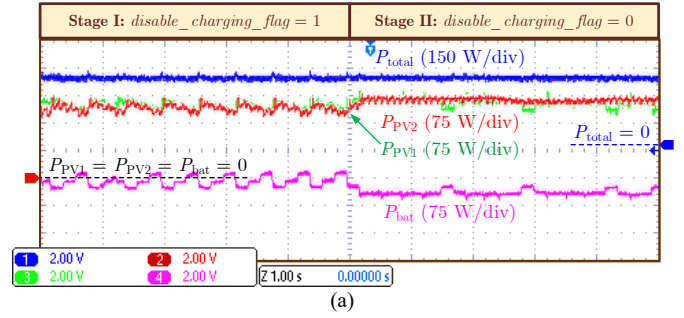 Stage I: disable_charging_flag = 1
Stage II: disable_charging_flag = 0
P_total (150 W/div)
P_PV2 (75 W/div)
P_total = 0
P_PV1 (75 W/div)
P_PV1 = P_PV2 = P_bat = 0
P_bat (75 W/div)
1 2.00 V 2 2.00 V
3 2.00 V 4 2.00 V
Z 1.00 s 0.00000 s
(a)